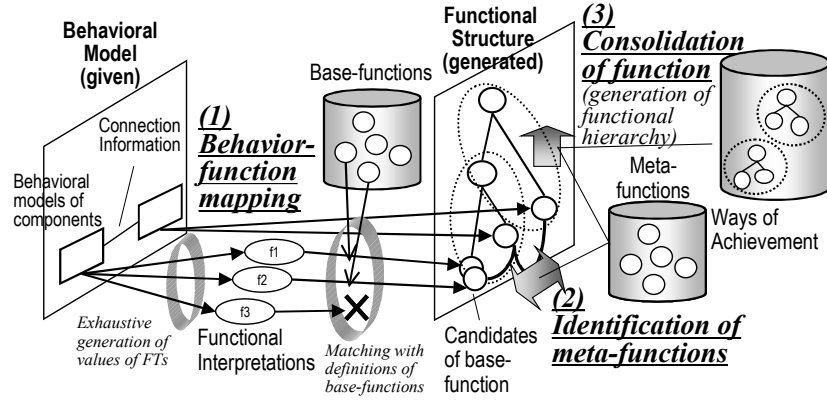 Behavioral
Model
(given)
Functional
Structure
(generated)
(3)
Consolidation
of function
(generation of
functional
hierarchy)
Base-functions
Connection
Information
(1)
Behavior-
function
mapping
Behavioral
models of
components
Meta-
functions
Ways of
Achievement
f1
f2
f3
Exhaustive
generation of
values of FTs
Functional
Interpretations
Matching with
definitions of
base-functions
Candidates
of base-
function
(2)
Identification of
meta-functions